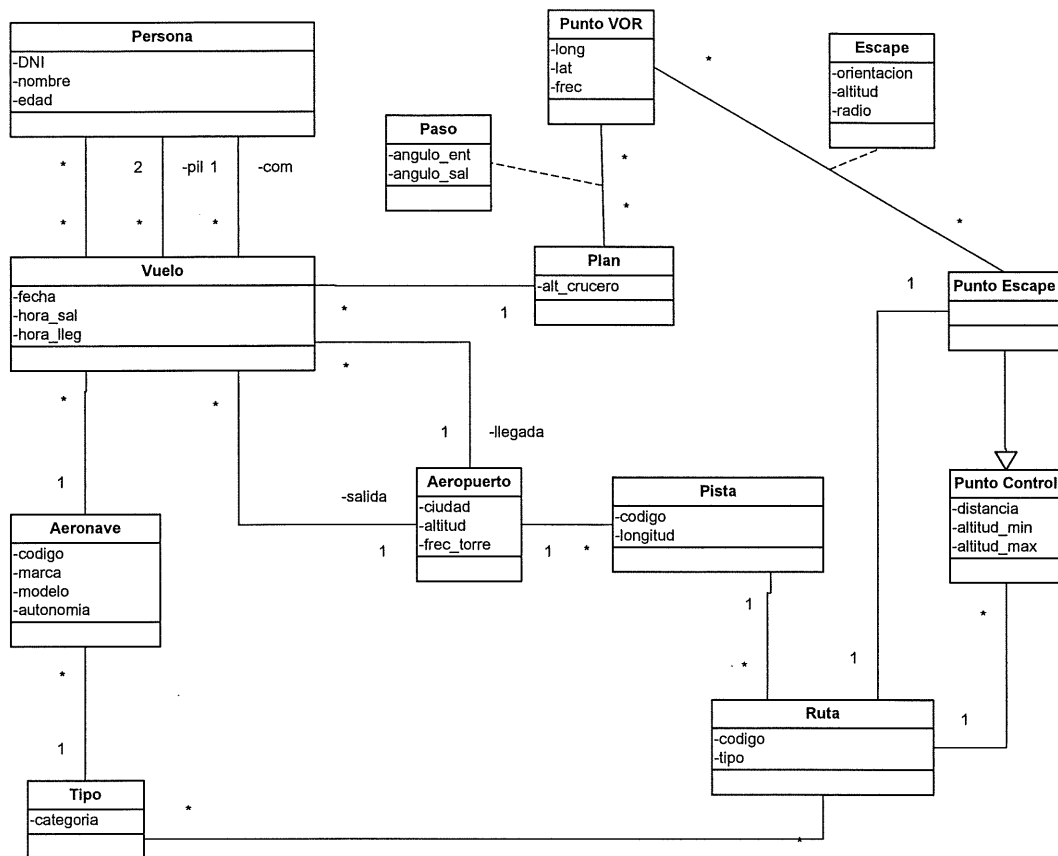 Persona
-DNI
-nombre
-edad
Punto VOR
-long
-lat
-frec
Escape
-orientacion
-altitud
-radio
Paso
-angulo_ent
-angulo_sal
*
*
*
2
-pil
1
-com
*
*
*
*
*
Vuelo
-fecha
-hora_sal
-hora_lleg
Plan
-alt_crucero
Punto Escape
*
1
1
*
*
*
1
-llegada
1
-salida
1
Aeropuerto
-ciudad
-altitud
-frec_torre
1
*
Pista
-codigo
-longitud
Punto Control
-distancia
-altitud_min
-altitud_max
Aeronave
-codigo
-marca
-modelo
-autonomia
1
*
*
1
*
1
Ruta
-codigo
-tipo
1
Tipo
-categoria
*
*